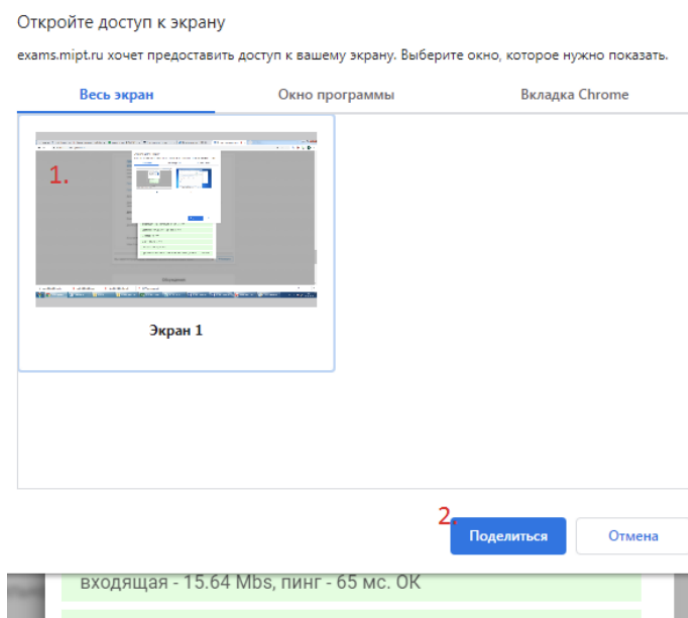 Откройте доступ к экрану
exams.mipt.ru хочет предоставить доступ к вашему экрану. Выберите окно, которое нужно показать.
Весь экран Окно программы Вкладка Chrome
1.
Экран 1
2.
Поделиться Отмена
входящая - 15.64 Mbs, пинг - 65 мс. ОК